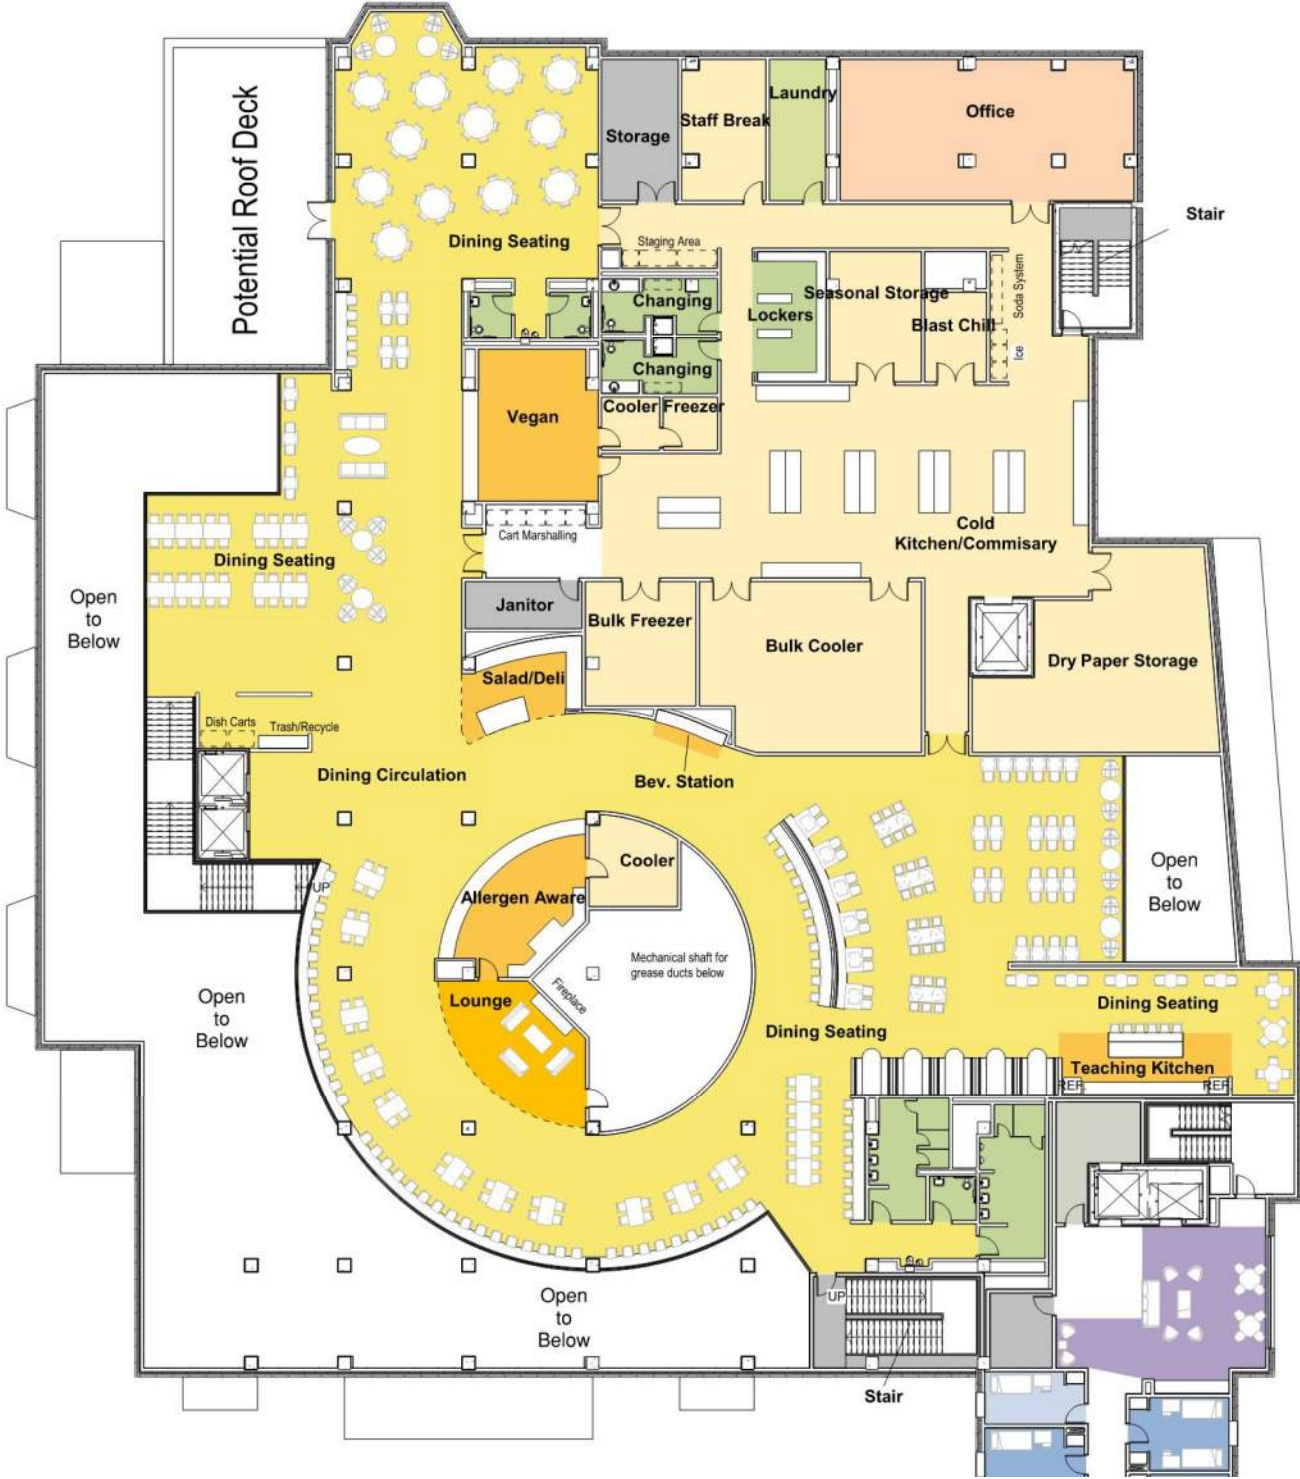 Potential Roof Deck
Storage
Staff Break
Laundry
Office
Stair
Dining Seating
Staging Area
Changing
Lockers
Seasonal Storage
Blast Chill
Soda System
Ice
Changing
Cooler
Freezer
Vegan
Cart Marshalling
Cold
Kitchen/Commisary
Dining Seating
Open
to
Below
Janitor
Bulk Freezer
Bulk Cooler
Dry Paper Storage
Salad/Deli
Dish Carts
Trash/Recycle
Dining Circulation
Bev. Station
UP
Allergen Aware
Cooler
Open
to
Below
Mechanical shaft for
grease ducts below
Fireplace
Lounge
Open
to
Below
Dining Seating
Dining Seating
Teaching Kitchen
REF.
REF.
Open
to
Below
UP
Stair